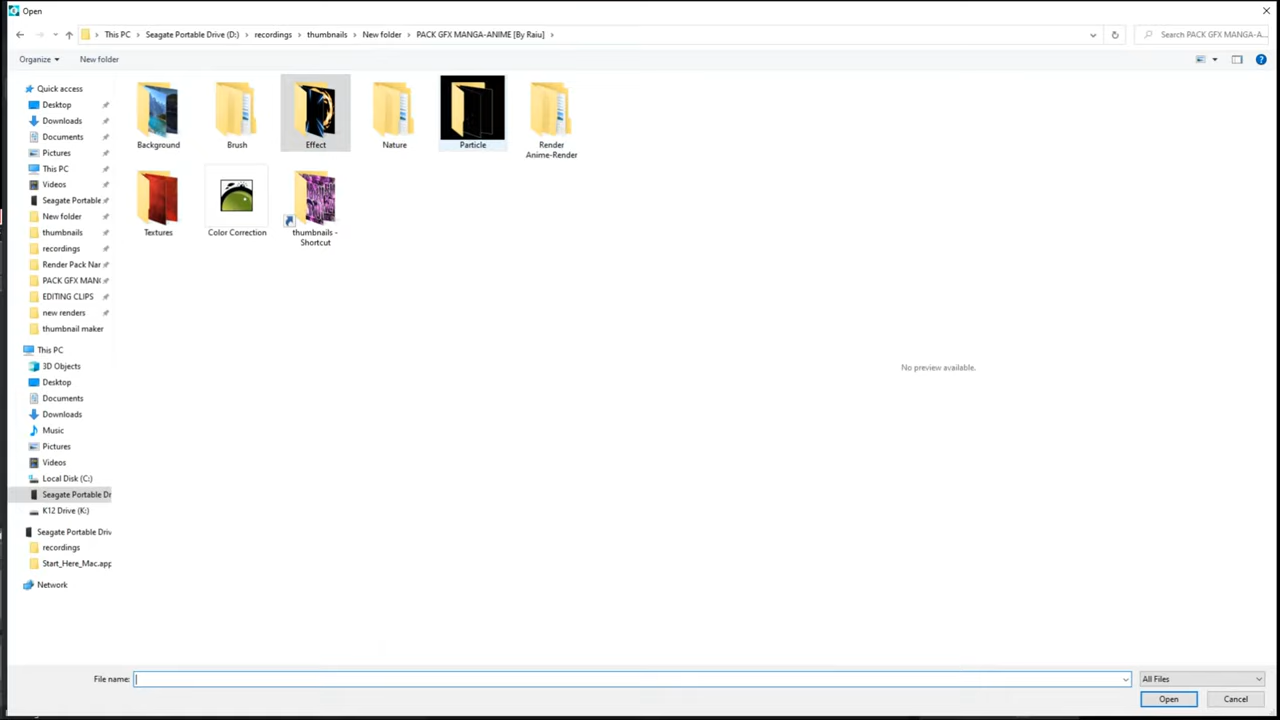 Open
This PC > Seagate Portable Drive (D:) > recordings > thumbnails > New folder > PACK GFX MANGA-ANIME [By Raiu] >
Search PACK GFX MANGA-A...
Organize
New folder
Quick access
Desktop
Downloads
Documents
Pictures
This PC
Videos
Seagate Portable
New folder
thumbnails
recordings
Render Pack Nar
PACK GFX MAN
EDITING CLIPS
new renders
thumbnail maker
This PC
3D Objects
Desktop
Documents
Downloads
Music
Pictures
Videos
Local Disk (C:)
Seagate Portable Dr
K12 Drive (K:)
Seagate Portable Driv
recordings
Start_Here_Mac.app
Network
Background
Brush
Effect
Nature
Particle
Render
Anime-Render
Textures
Color Correction
thumbnails -
Shortcut
No preview available.
File name:
All Files
Open
Cancel